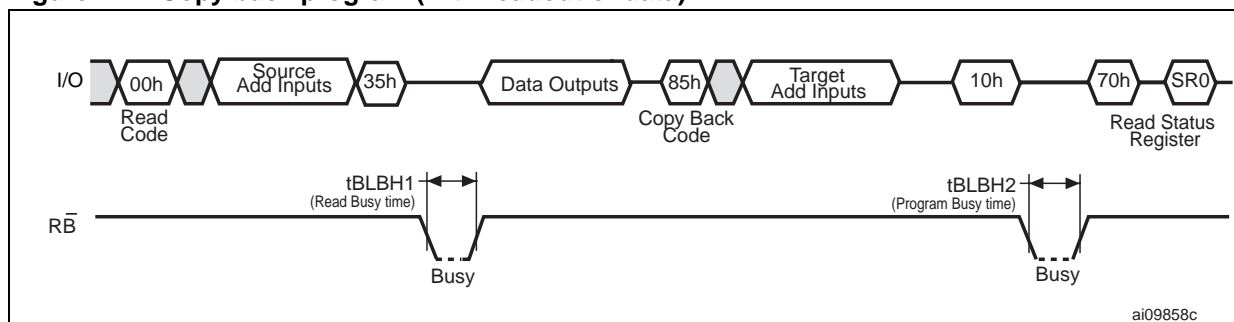 I/O
00h
Source
Add Inputs
35h
Data Outputs
85h
Target
Add Inputs
10h
70h
SR0
Read
Code
Copy Back
Code
Read Status
Register
tBLBH1
(Read Busy time)
tBLBH2
(Program Busy time)
RB̅
Busy
Busy
ai09858c